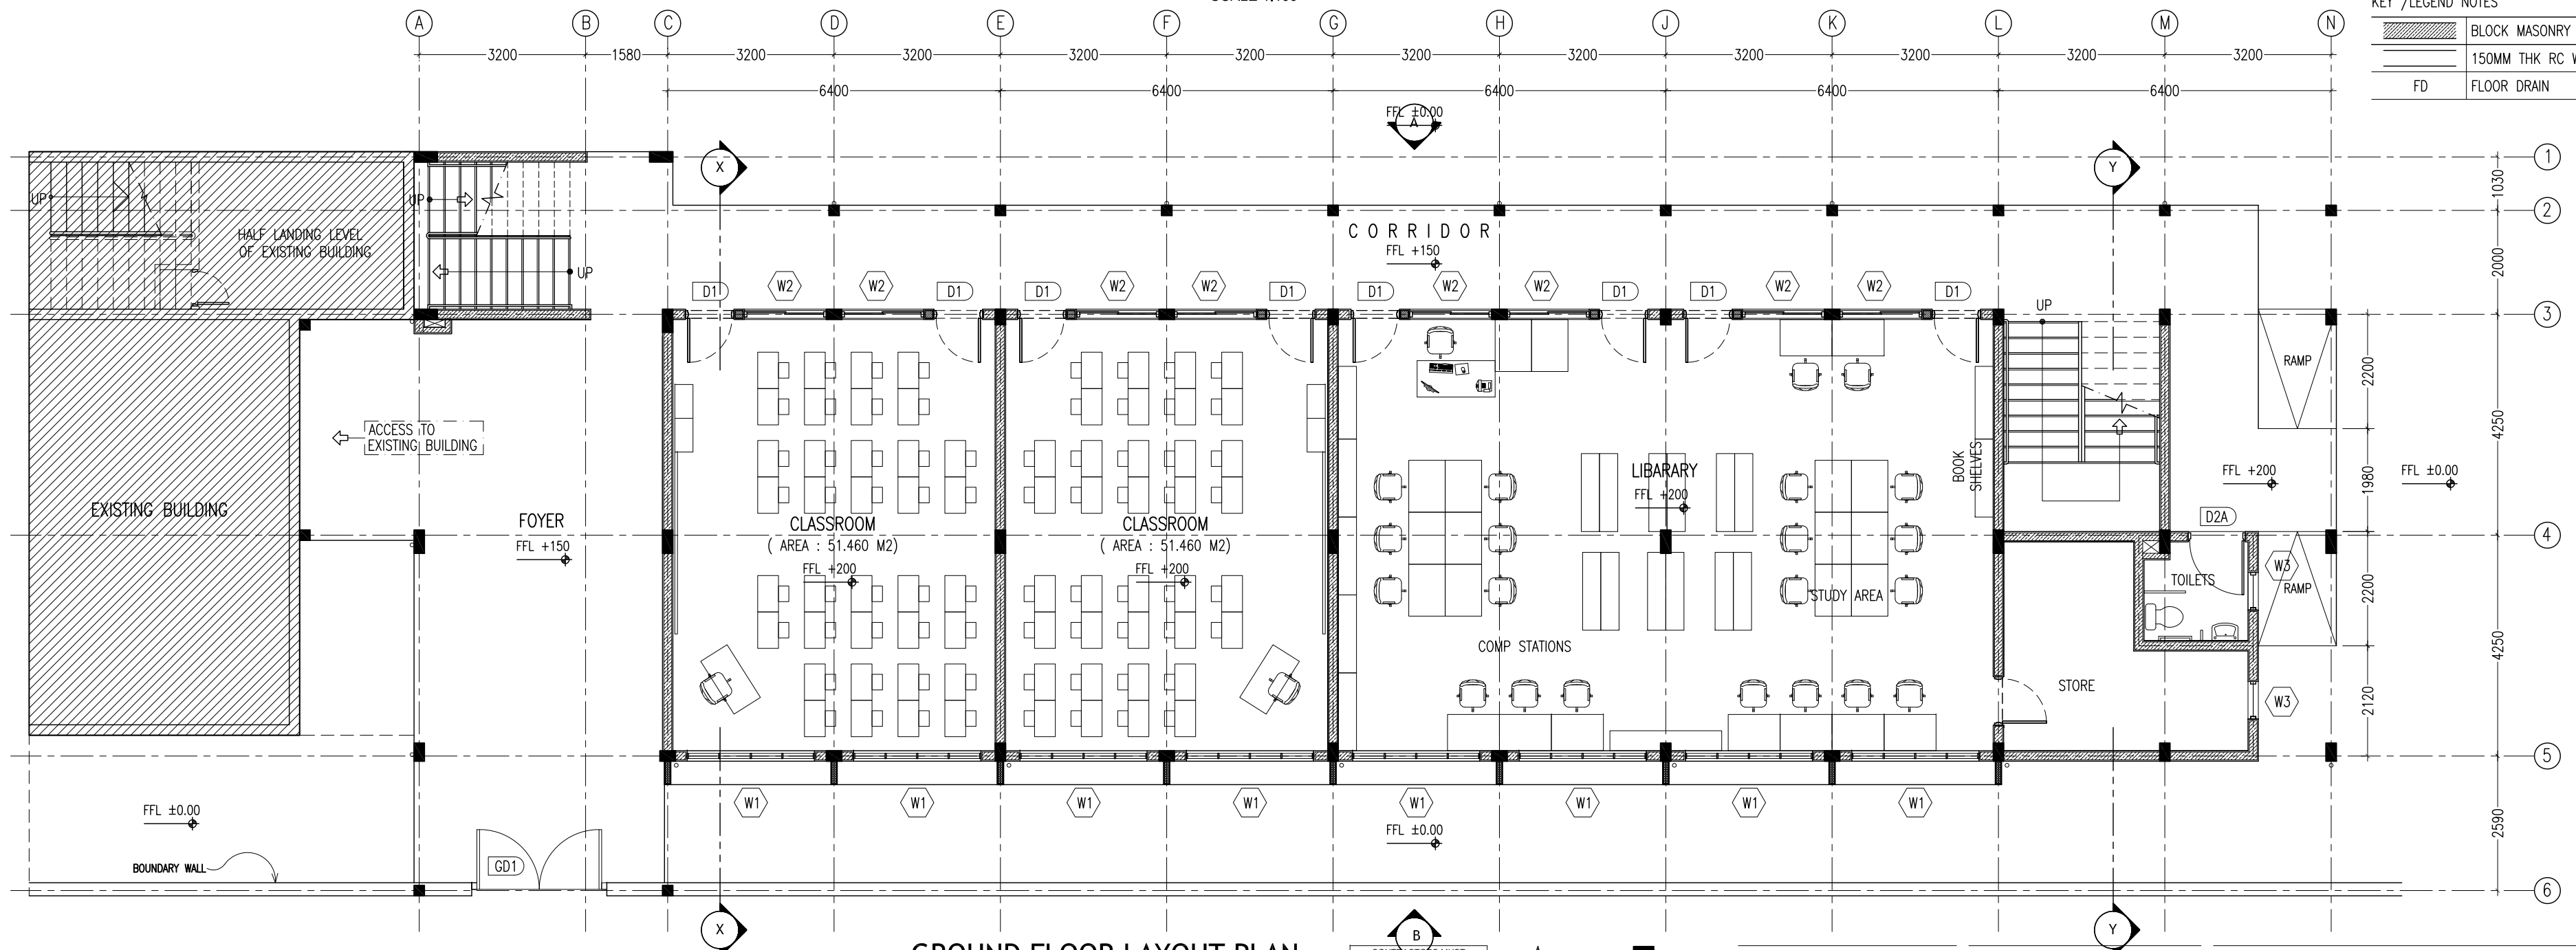 KEY /LEGEND NOTES
A B C D E F G H J K L M N
3200 1580 3200 3200 3200 3200 3200 3200 3200 3200 3200 3200
BLOCK MASONRY
150MM THK RC W
6400 6400 6400 6400 6400
FD FLOOR DRAIN
FFL ±0.00
A
X Y 1
1030
UP UP 2
HALF LANDING LEVEL
OF EXISTING BUILDING
CORRIDOR
FFL +150
2000
UP
D1 W2 W2 D1 D1 W2 W2 D1 D1 W2 W2 D1 D1 W2 W2 D1
UP
3
RAMP
2200
4250
ACCESS TO
EXISTING BUILDING
BOOK
SHELVES
LIBARARY
FFL +200
FFL +200
FFL ±0.00
1980
EXISTING BUILDING
FOYER
FFL +150
CLASSROOM
( AREA : 51.460 M2)
FFL +200
CLASSROOM
( AREA : 51.460 M2)
FFL +200
D2A
4
W3
TOILETS
RAMP
2200
STUDY AREA
COMP STATIONS
4250
STORE
W3
2120
5
W1 W1 W1 W1 W1 W1 W1 W1
FFL ±0.00
FFL ±0.00
2590
BOUNDARY WALL
GD1
6
X B Y
GROUND FLOOR LAYOUT PLAN